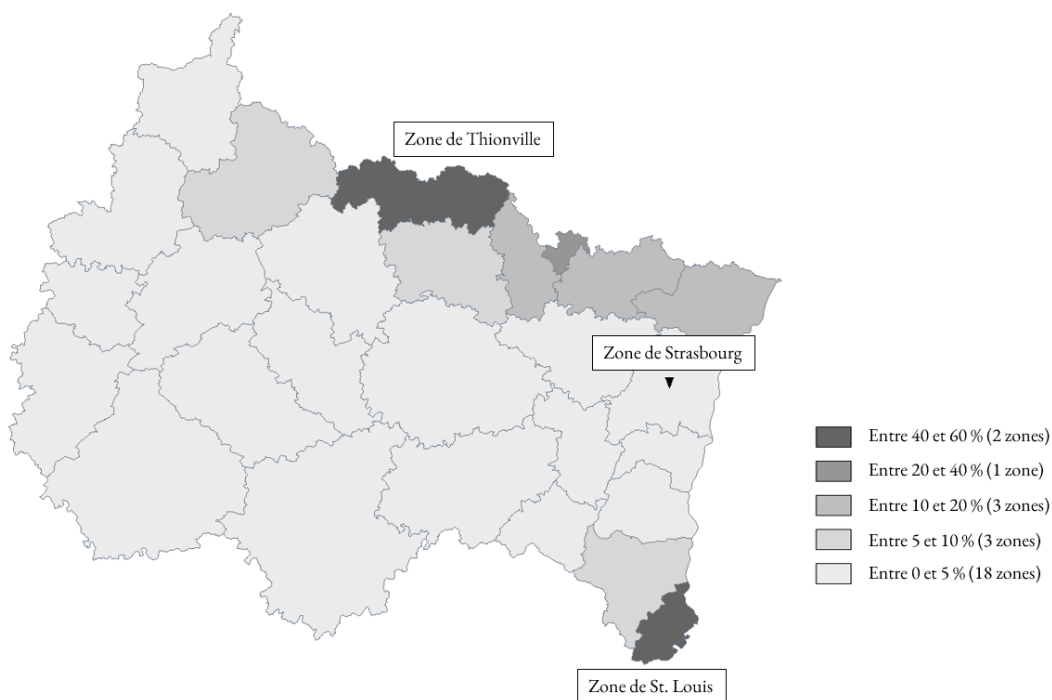 Zone de Thionville
Zone de Strasbourg
Entre 40 et 60 % (2 zones)
Entre 20 et 40 % (1 zone)
Entre 10 et 20 % (3 zones)
Entre 5 et 10 % (3 zones)
Entre 0 et 5 % (18 zones)
Zone de St. Louis